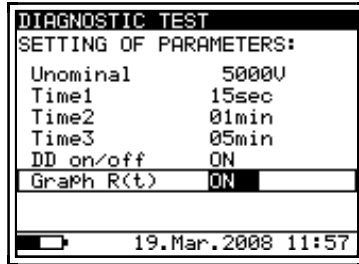 DIAGNOSTIC TEST
SETTING OF PARAMETERS:
Unominal 5000V
Time1 15sec
Time2 01min
Time3 05min
DD on/off ON
Graph R(t) ON
19.Mar.2008 11:57